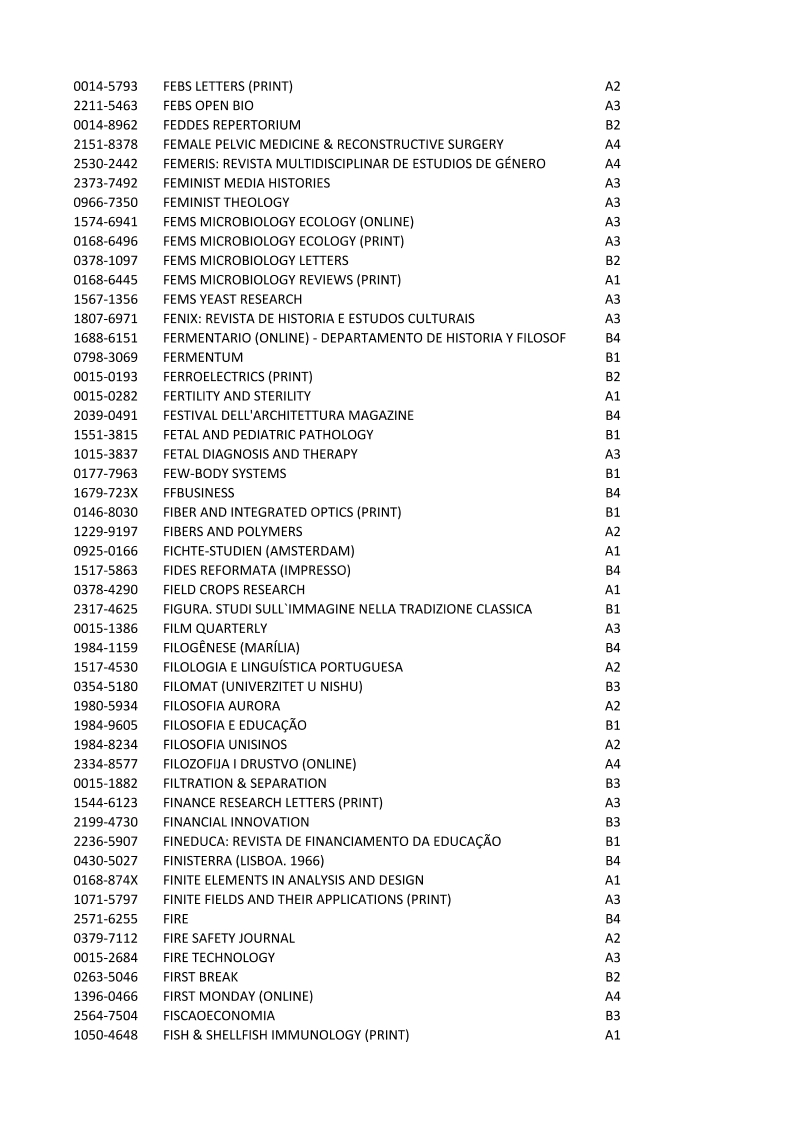 0014-5793 FEBS LETTERS (PRINT) A2
2211-5463 FEBS OPEN BIO A3
0014-8962 FEDDES REPERTORIUM B2
2151-8378 FEMALE PELVIC MEDICINE & RECONSTRUCTIVE SURGERY A4
2530-2442 FEMERIS: REVISTA MULTIDISCIPLINAR DE ESTUDIOS DE GÉNERO A4
2373-7492 FEMINIST MEDIA HISTORIES A3
0966-7350 FEMINIST THEOLOGY A3
1574-6941 FEMS MICROBIOLOGY ECOLOGY (ONLINE) A3
0168-6496 FEMS MICROBIOLOGY ECOLOGY (PRINT) A3
0378-1097 FEMS MICROBIOLOGY LETTERS B2
0168-6445 FEMS MICROBIOLOGY REVIEWS (PRINT) A1
1567-1356 FEMS YEAST RESEARCH A3
1807-6971 FENIX: REVISTA DE HISTORIA E ESTUDOS CULTURAIS A3
1688-6151 FERMENTARIO (ONLINE) - DEPARTAMENTO DE HISTORIA Y FILOSOF B4
0798-3069 FERMENTUM B1
0015-0193 FERROELECTRICS (PRINT) B2
0015-0282 FERTILITY AND STERILITY A1
2039-0491 FESTIVAL DELL'ARCHITETTURA MAGAZINE B4
1551-3815 FETAL AND PEDIATRIC PATHOLOGY B1
1015-3837 FETAL DIAGNOSIS AND THERAPY A3
0177-7963 FEW-BODY SYSTEMS B1
1679-723X FFBUSINESS B4
0146-8030 FIBER AND INTEGRATED OPTICS (PRINT) B1
1229-9197 FIBERS AND POLYMERS A2
0925-0166 FICHTE-STUDIEN (AMSTERDAM) A1
1517-5863 FIDES REFORMATA (IMPRESSO) B4
0378-4290 FIELD CROPS RESEARCH A1
2317-4625 FIGURA. STUDI SULL`IMMAGINE NELLA TRADIZIONE CLASSICA B1
0015-1386 FILM QUARTERLY A3
1984-1159 FILOGÊNESE (MARÍLIA) B4
1517-4530 FILOLOGIA E LINGUÍSTICA PORTUGUESA A2
0354-5180 FILOMAT (UNIVERZITET U NISHU) B3
1980-5934 FILOSOFIA AURORA A2
1984-9605 FILOSOFIA E EDUCAÇÃO B1
1984-8234 FILOSOFIA UNISINOS A2
2334-8577 FILOZOFIJA I DRUSTVO (ONLINE) A4
0015-1882 FILTRATION & SEPARATION B3
1544-6123 FINANCE RESEARCH LETTERS (PRINT) A3
2199-4730 FINANCIAL INNOVATION B3
2236-5907 FINEDUCA: REVISTA DE FINANCIAMENTO DA EDUCAÇÃO B1
0430-5027 FINISTERRA (LISBOA. 1966) B4
0168-874X FINITE ELEMENTS IN ANALYSIS AND DESIGN A1
1071-5797 FINITE FIELDS AND THEIR APPLICATIONS (PRINT) A3
2571-6255 FIRE B4
0379-7112 FIRE SAFETY JOURNAL A2
0015-2684 FIRE TECHNOLOGY A3
0263-5046 FIRST BREAK B2
1396-0466 FIRST MONDAY (ONLINE) A4
2564-7504 FISCAOECONOMIA B3
1050-4648 FISH & SHELLFISH IMMUNOLOGY (PRINT) A1